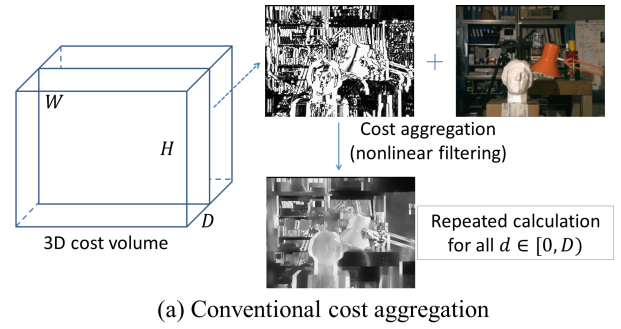 W
H
D
3D cost volume
+
Cost aggregation
(nonlinear filtering)
Repeated calculation
for all d ∈ [0, D)
(a) Conventional cost aggregation